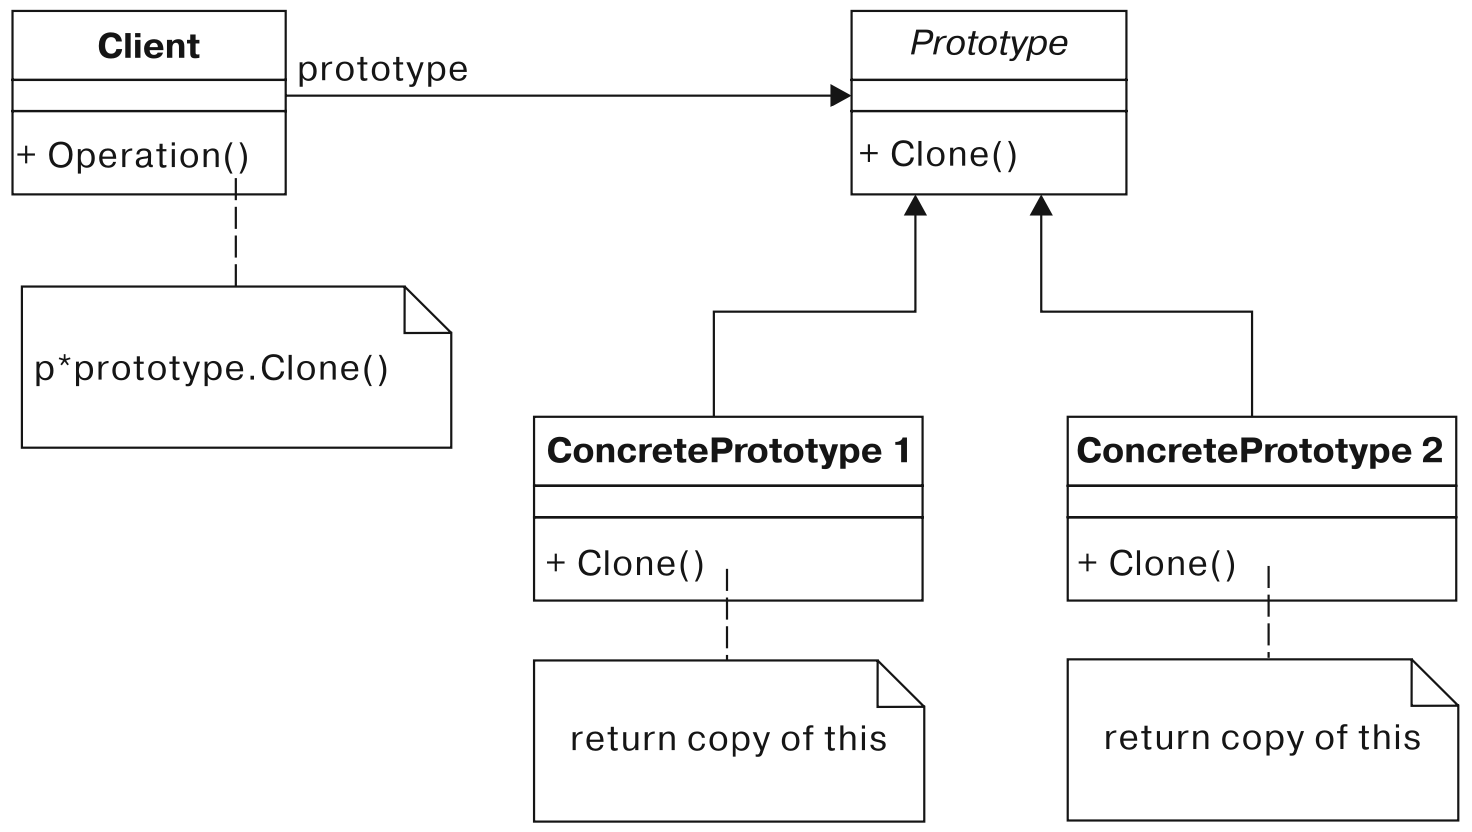 Client
prototype
Prototype
+ Operation()
+ Clone()
p*prototype.Clone()
ConcretePrototype 1
ConcretePrototype 2
+ Clone()
+ Clone()
return copy of this
return copy of this